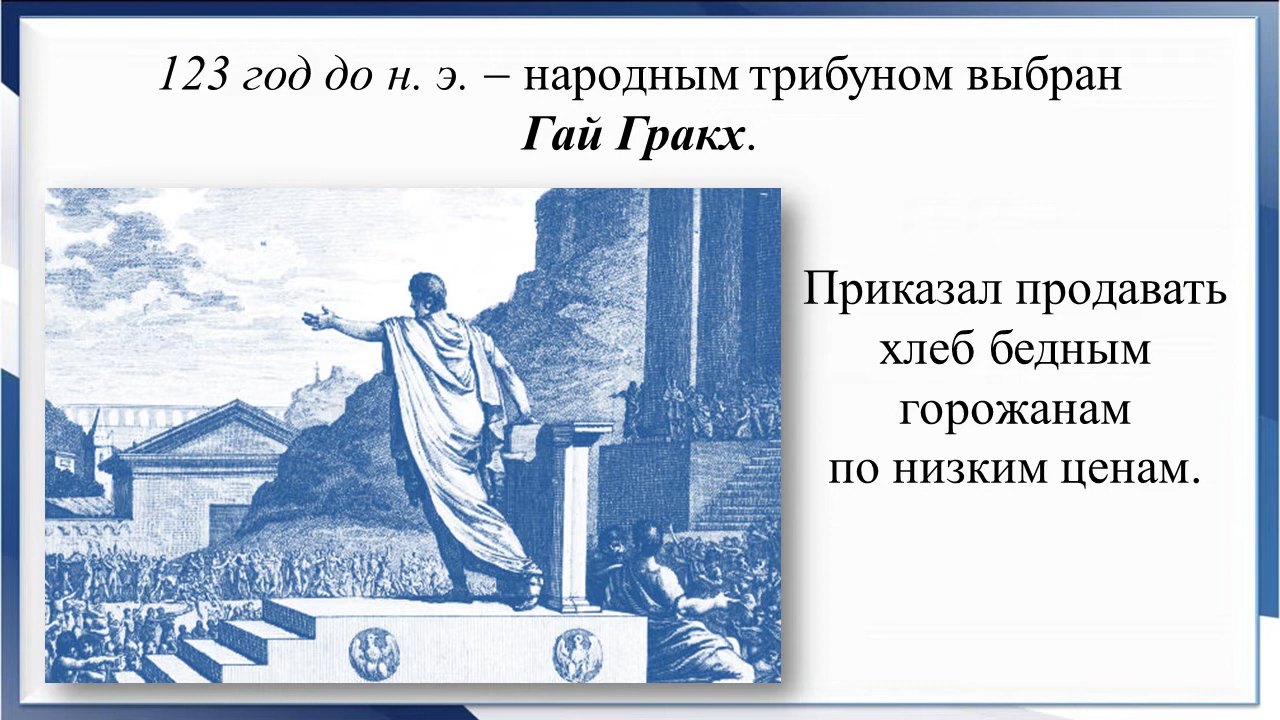 123 год до н. э. – народным трибуном выбран
Гай Гракх.
Приказал продавать
хлеб бедным
горожанам
по низким ценам.